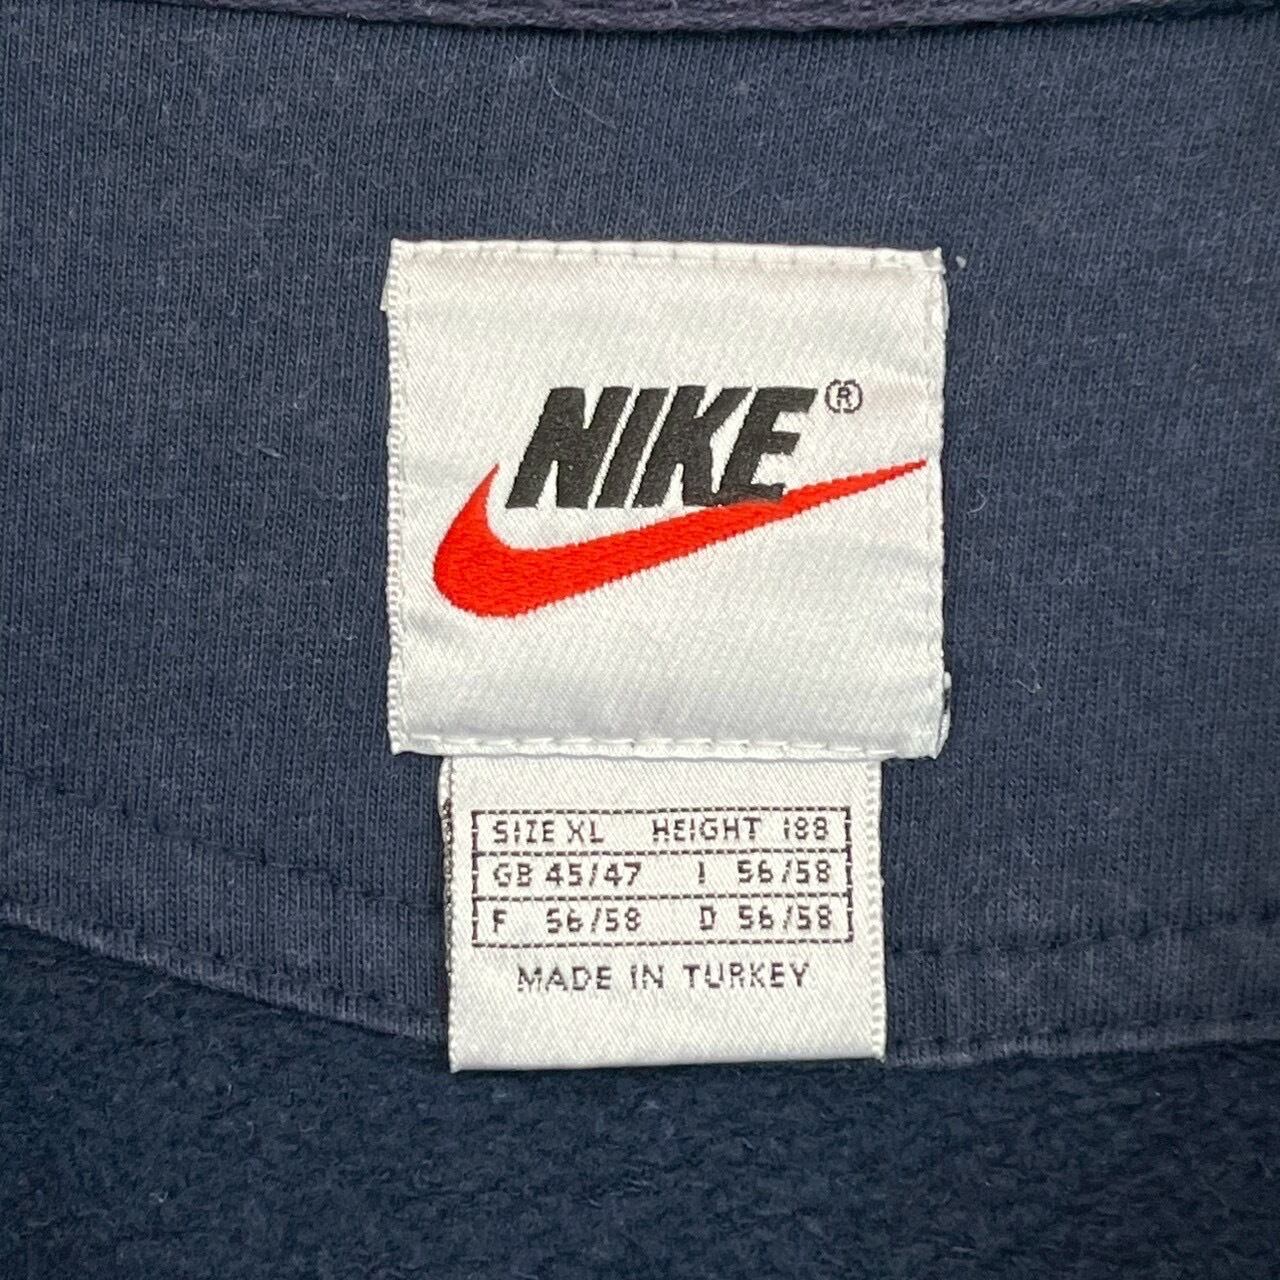 NIKE®
SIZE XL HEIGHT 188
GB 45/47 I 56/58
F 56/58 D 56/58
MADE IN TURKEY